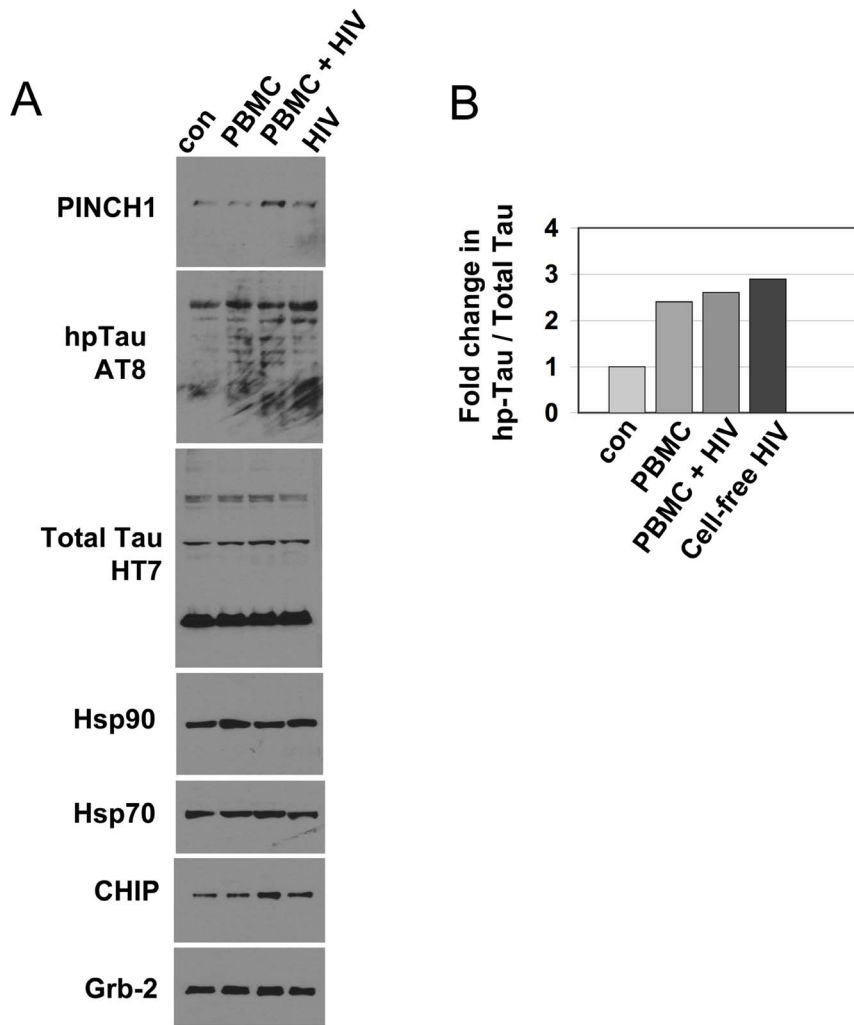 A
con
PBMC
PBMC + HIV
HIV
PINCH1
hpTau
AT8
Total Tau
HT7
Hsp90
Hsp70
CHIP
Grb-2
B
Fold change in
hp-Tau / Total Tau
4
3
2
1
0
con
PBMC
PBMC + HIV
Cell-free HIV